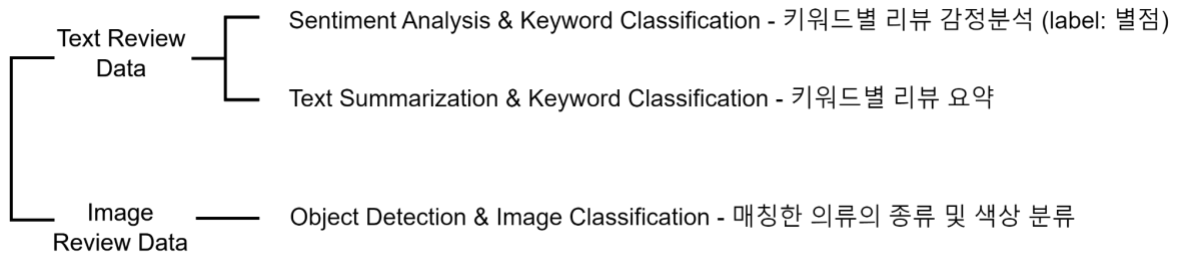 Text Review
Data
Sentiment Analysis & Keyword Classification - 키워드별 리뷰 감정분석 (label: 별점)
Text Summarization & Keyword Classification - 키워드별 리뷰 요약
Image
Review Data
Object Detection & Image Classification - 매칭한 의류의 종류 및 색상 분류